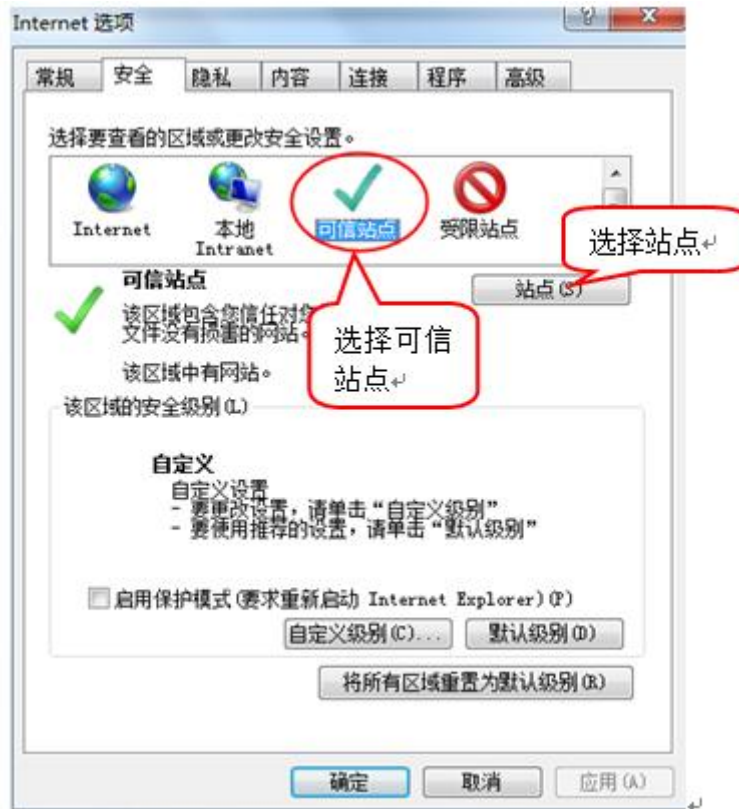 Internet 选项
常规 安全 隐私 内容 连接 程序 高级
选择要查看的区域或更改安全设置。
Internet
本地
Intranet
可信站点
受限站点
选择站点
可信站点
站点(S)
该区域包含您信任对您
文件没有损害的网站。
选择可信
站点
该区域中有网站。
该区域的安全级别(L)
自定义
自定义设置
- 要更改设置，请单击“自定义级别”
- 要使用推荐的设置，请单击“默认级别”
启用保护模式(要求重新启动 Internet Explorer)(P)
自定义级别(C)... 默认级别(D)
将所有区域重置为默认级别(R)
确定 取消 应用(A)